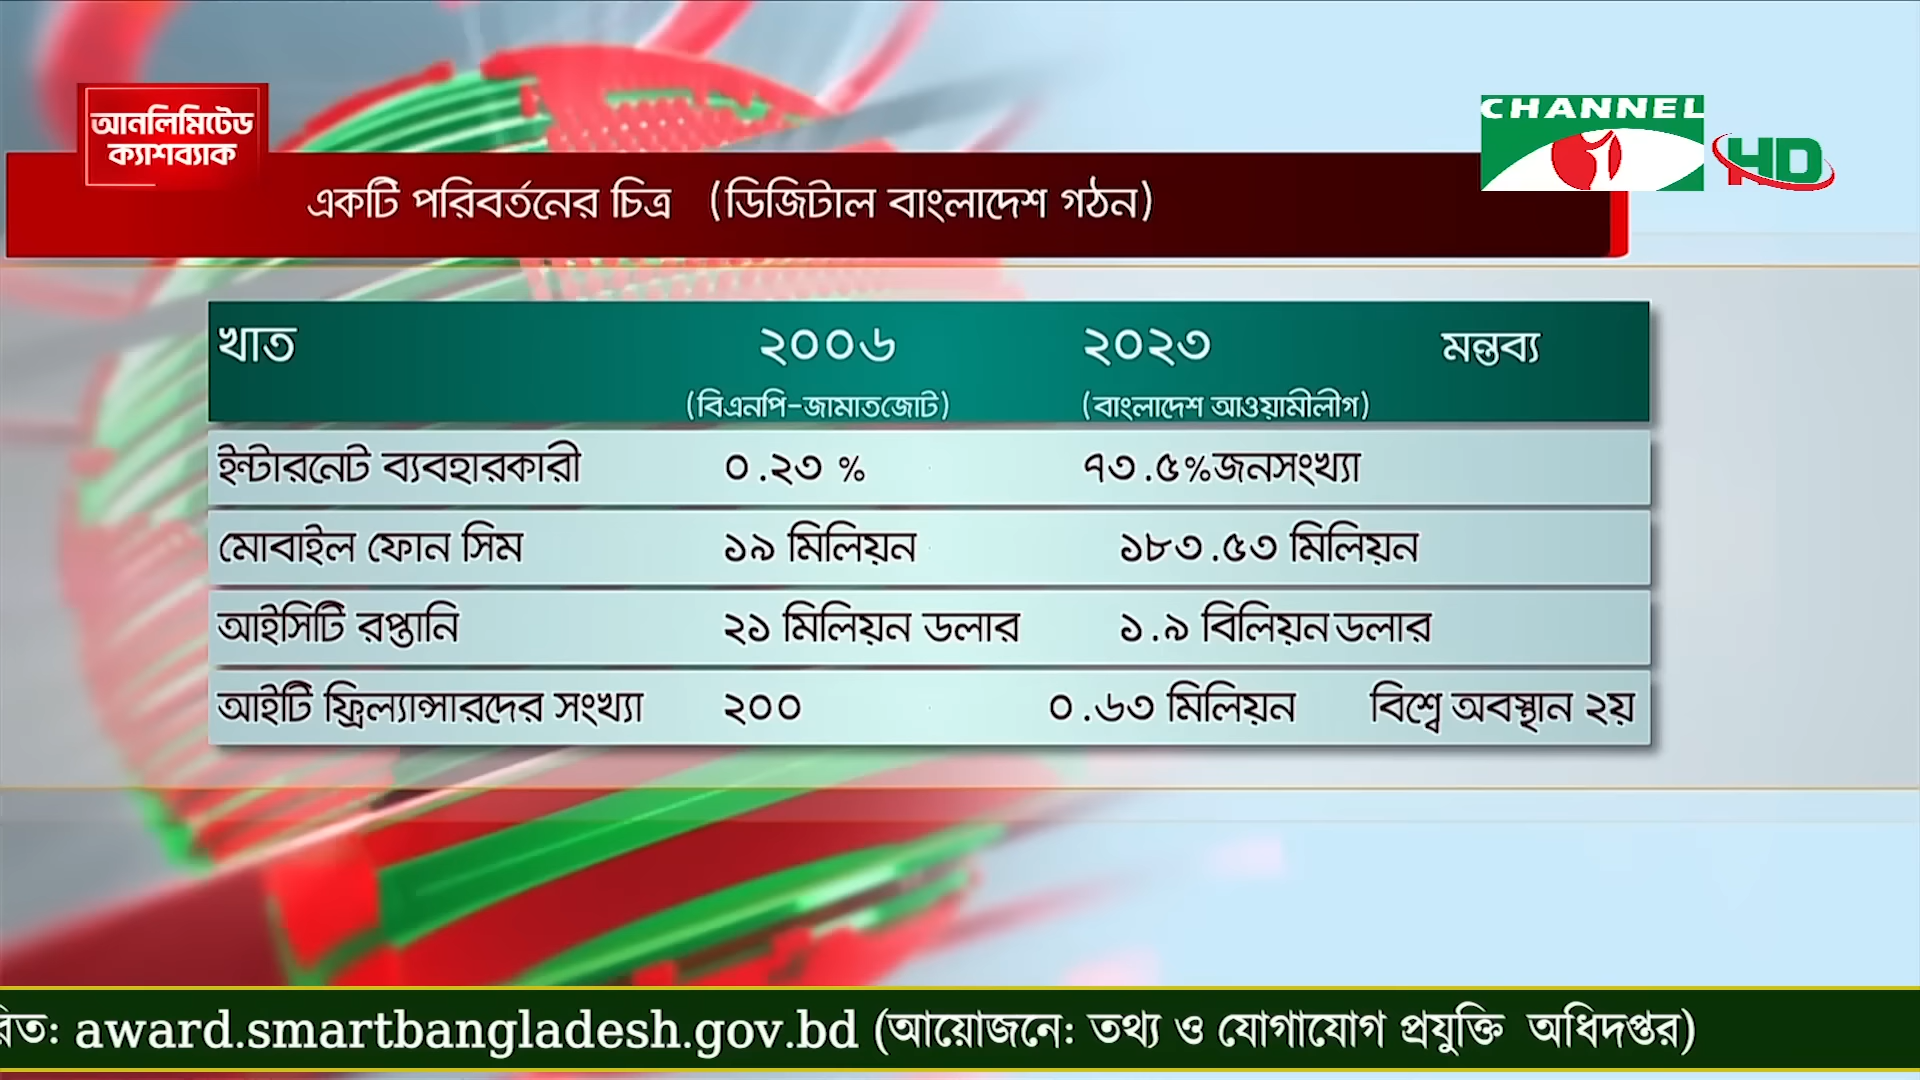 আনলিমিটেড
ক্যাশব্যাক
CHANNEL
i HD
একটি পরিবর্তনের চিত্র (ডিজিটাল বাংলাদেশ গঠন)
খাত ২০০৬ ২০২৩ মন্তব্য
(বিএনপি-জামাতজোট) (বাংলাদেশ আওয়ামীলীগ)
ইন্টারনেট ব্যবহারকারী ০.২৩ % ৭৩.৫%জনসংখ্যা
মোবাইল ফোন সিম ১৯ মিলিয়ন ১৮৩.৫৩ মিলিয়ন
আইসিটি রপ্তানি ২১ মিলিয়ন ডলার ১.৯ বিলিয়ন ডলার
আইটি ফ্রিল্যান্সারদের সংখ্যা ২০০ ০.৬৩ মিলিয়ন বিশ্বে অবস্থান ২য়
award.smartbangladesh.gov.bd (আয়োজনে: তথ্য ও যোগাযোগ প্রযুক্তি অধিদপ্তর)